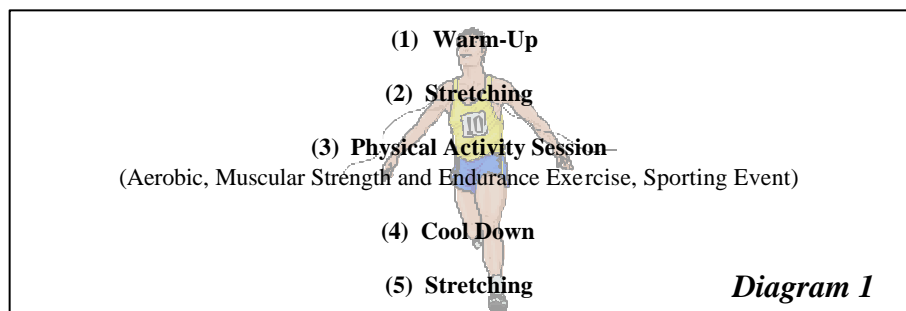 (1) Warm-Up
(2) Stretching
10
(3) Physical Activity Session
(Aerobic, Muscular Strength and Endurance Exercise, Sporting Event)
(4) Cool Down
(5) Stretching
Diagram 1